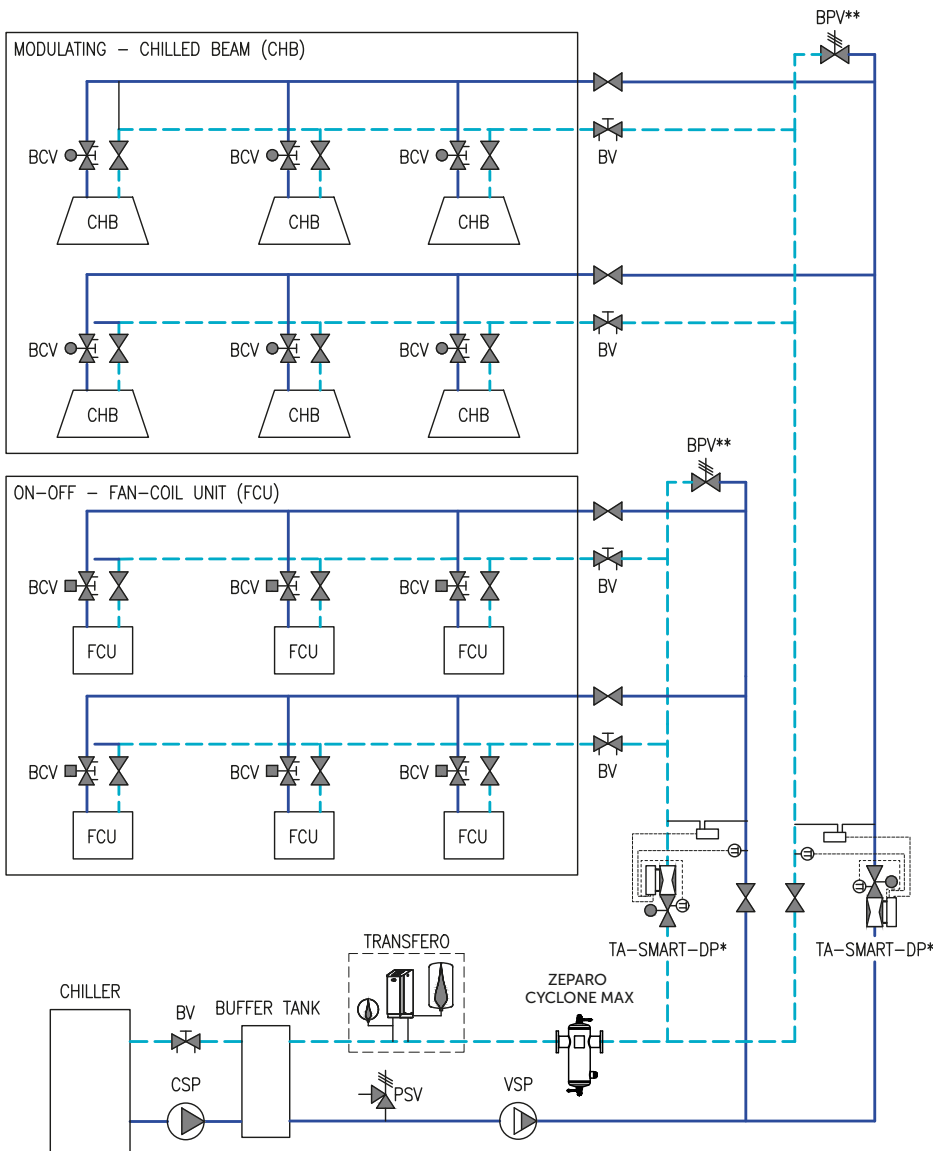 BPV**
MODULATING – CHILLED BEAM (CHB)
BCV
BCV
BCV
BV
CHB
CHB
CHB
BCV
BCV
BCV
BV
CHB
CHB
CHB
BPV**
ON–OFF – FAN–COIL UNIT (FCU)
BCV
BCV
BCV
BV
FCU
FCU
FCU
BCV
BCV
BCV
BV
FCU
FCU
FCU
TA–SMART–DP*
TA–SMART–DP*
TRANSFERO
ZEPARO
CYCLONE MAX
CHILLER
BV
BUFFER TANK
CSP
PSV
VSP